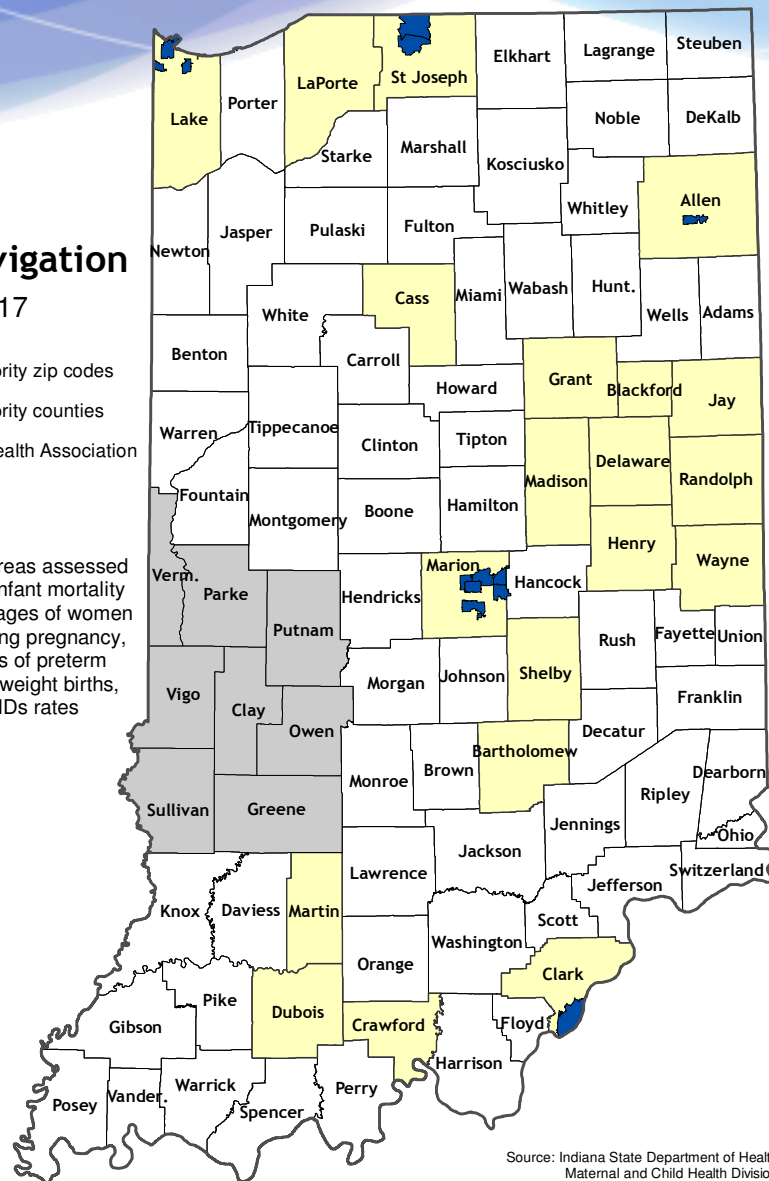 vigation
17
rity zip codes
rity counties
ealth Association
reas assessed
nfant mortality
ages of women
ng pregnancy,
s of preterm
weight births,
IDs rates
Elkhart
Lagrange
Steuben
LaPorte
St Joseph
Porter
Lake
Noble
DeKalb
Starke
Marshall
Kosciusko
Allen
Whitley
Newton
Jasper
Pulaski
Fulton
White
Cass
Miami
Wabash
Hunt.
Wells
Adams
Benton
Carroll
Howard
Grant
Blackford
Jay
Warren
Tippecanoe
Clinton
Tipton
Madison
Delaware
Randolph
Fountain
Montgomery
Boone
Hamilton
Henry
Wayne
Verm.
Parke
Putnam
Hendricks
Marion
Hancock
Rush
Fayette
Union
Vigo
Clay
Owen
Morgan
Johnson
Shelby
Franklin
Decatur
Sullivan
Greene
Monroe
Brown
Bartholomew
Dearborn
Ripley
Jennings
Ohio
Lawrence
Jackson
Switzerland
Jefferson
Knox
Daviess
Martin
Scott
Washington
Orange
Clark
Pike
Gibson
Dubois
Crawford
Floyd
Harrison
Posey
Vander.
Warrick
Spencer
Perry
Source: Indiana State Department of Healt
Maternal and Child Health Divisio